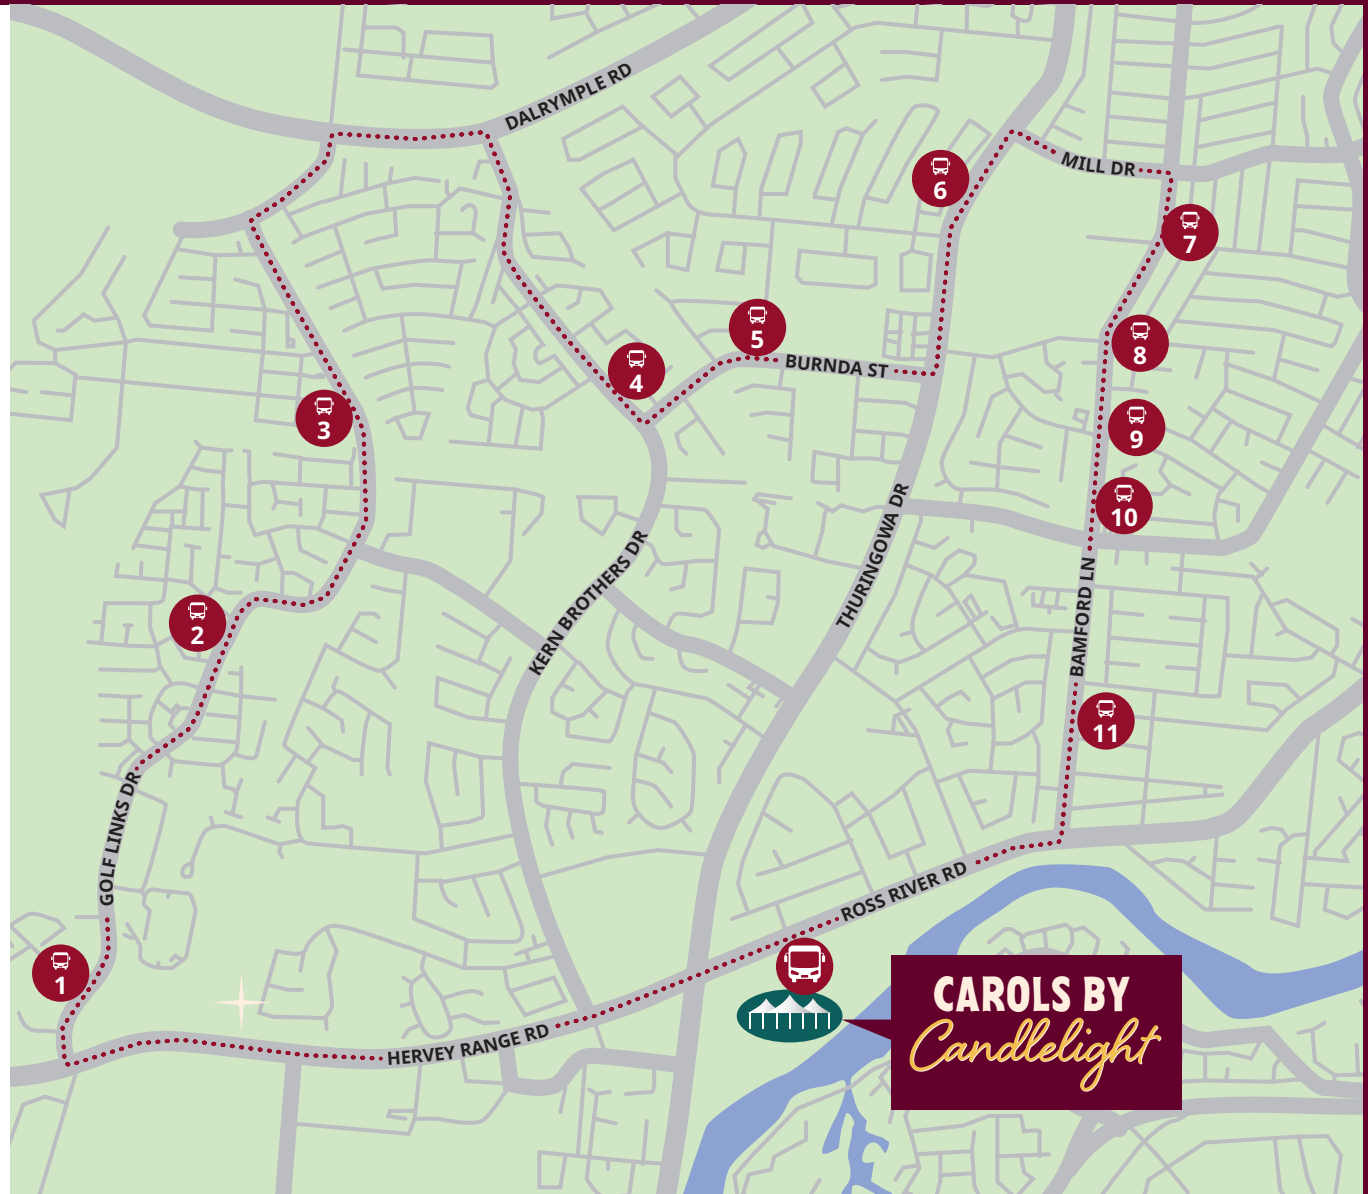 DALRYMPLE RD
MILL DR
6
7
5
BURNDA ST
8
4
3
9
10
THURINGOWA DR
KERN BROTHERS DR
BAMFORD LN
2
11
GOLF LINKS DR
ROSS RIVER RD
1
CAROLS BY
Candlelight
HERVEY RANGE RD